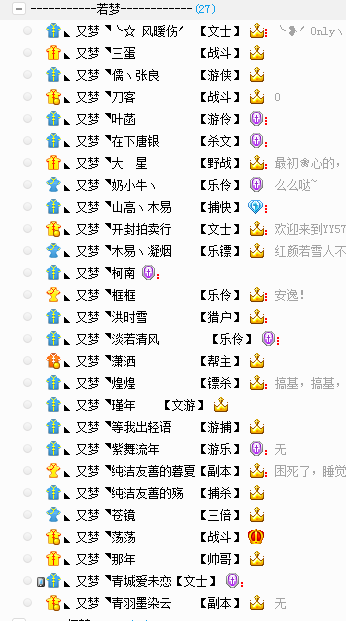 -----------若梦------------(27)
又梦 ◥╰☆ 风暖伤╯ 【文士】 : ╰❥╯ Only丶
又梦 ◥三蛋 【战斗】
又梦 ◥儒丶张良 【游侠】
又梦 ◥刀客 【战斗】 0
又梦 ◥叶菡 【游伶】 :
又梦 ◥在下唐银 【杀文】 :
又梦 ◥大 星 【野战】 : 最初❀心的,
又梦 ◥奶小牛丶 【乐伶】 么么哒~
又梦 ◥山高丶木易 【捕快】 :
又梦 ◥开封拍卖行 【文士】 : 欢迎来到YY57
又梦 ◥木易丶凝烟 【乐镖】 红颜若雪人不
又梦 ◥柯南 :
又梦 ◥框框 【乐伶】 : 安逸!
又梦 ◥洪时雪 【猎户】 :
又梦 ◥淡若清风 【乐伶】 :
又梦 ◥潇洒 【帮主】
又梦 ◥煌煌 【镖杀】 : 搞基，搞基，
又梦 ◥瑾年 【文游】
又梦 ◥等我出轻语 【游捕】
又梦 ◥紫舞流年 【游乐】 : 无
又梦 ◥纯洁友善的暮夏【副本】 : 困死了，睡觉
又梦 ◥纯洁友善的殇 【捕杀】
又梦 ◥苍镜 【三倍】
又梦 ◥荡荡 【战斗】
又梦 ◥那年 【帅哥】
又梦 ◥青城爱未恋【文士】 :
又梦 ◥青羽墨染云 【副本】 无